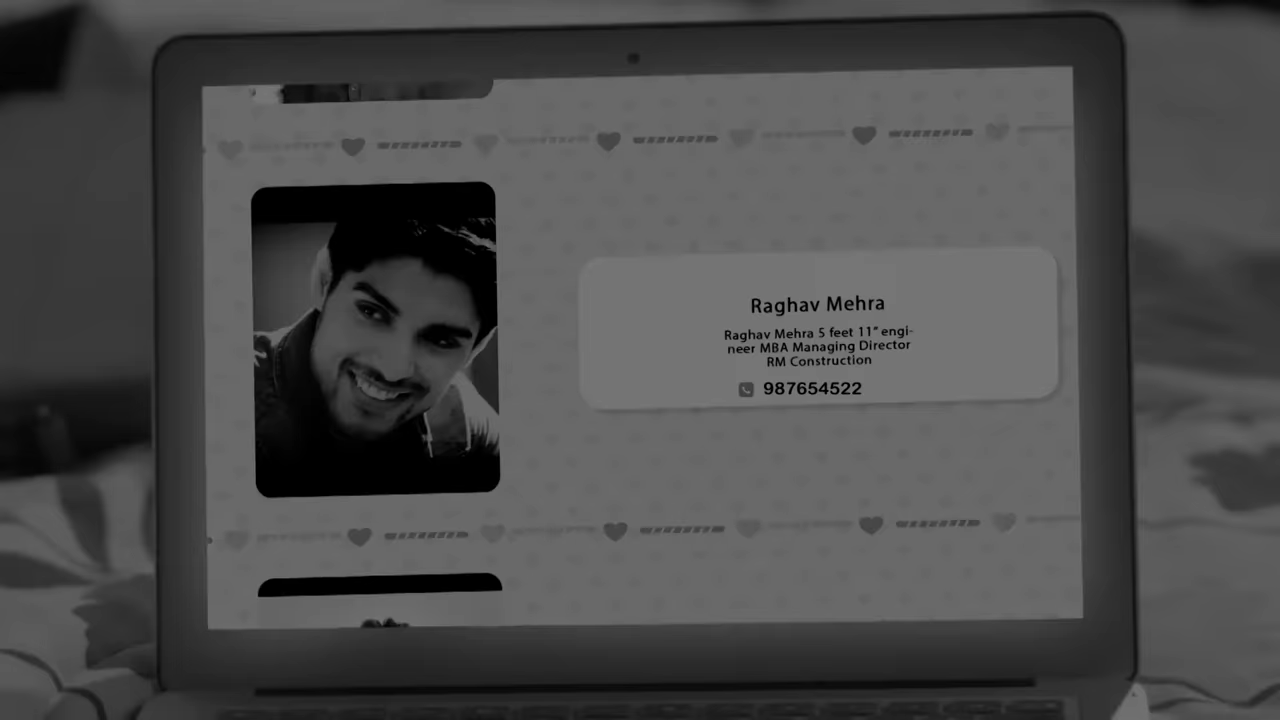 Raghav Mehra
Raghav Mehra 5 feet 11" engi-
neer MBA Managing Director
RM Construction
987654522